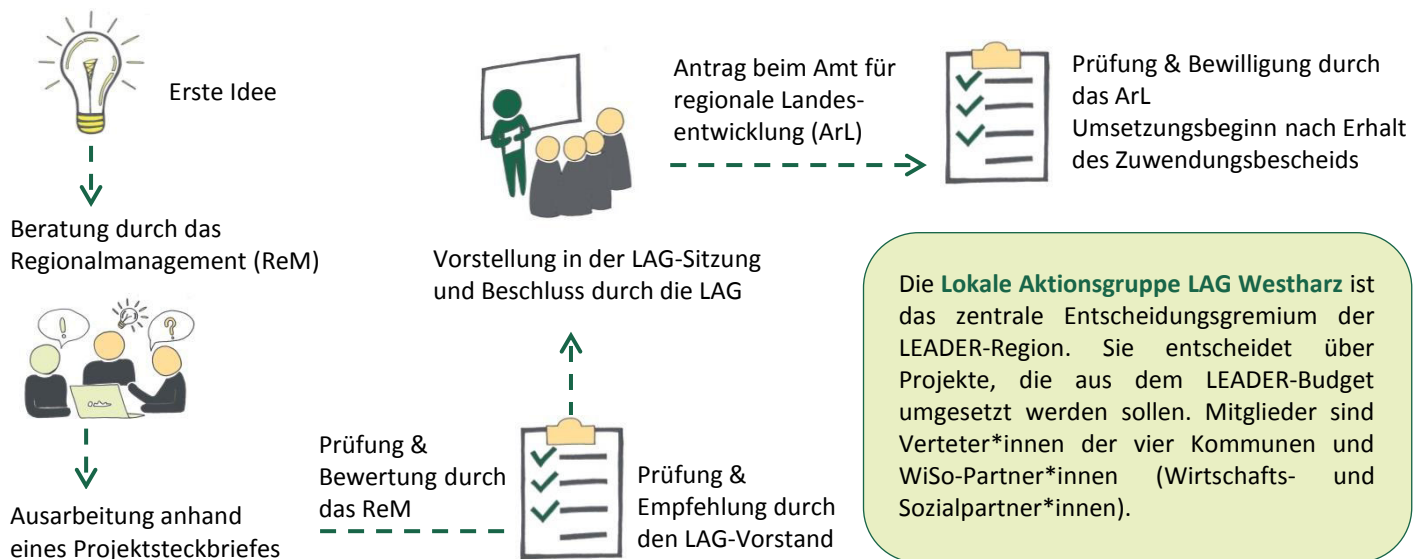 Erste Idee
Beratung durch das
Regionalmanagement (ReM)
! ?
Ausarbeitung anhand
eines Projektsteckbriefes
Prüfung &
Bewertung durch
das ReM
Prüfung &
Empfehlung durch
den LAG-Vorstand
Vorstellung in der LAG-Sitzung
und Beschluss durch die LAG
Antrag beim Amt für
regionale Landes-
entwicklung (ArL)
Prüfung & Bewilligung durch
das ArL
Umsetzungsbeginn nach Erhalt
des Zuwendungsbescheids
Die Lokale Aktionsgruppe LAG Westharz ist
das zentrale Entscheidungsgremium der
LEADER-Region. Sie entscheidet über
Projekte, die aus dem LEADER-Budget
umgesetzt werden sollen. Mitglieder sind
Verteter*innen der vier Kommunen und
WiSo-Partner*innen (Wirtschafts- und
Sozialpartner*innen).